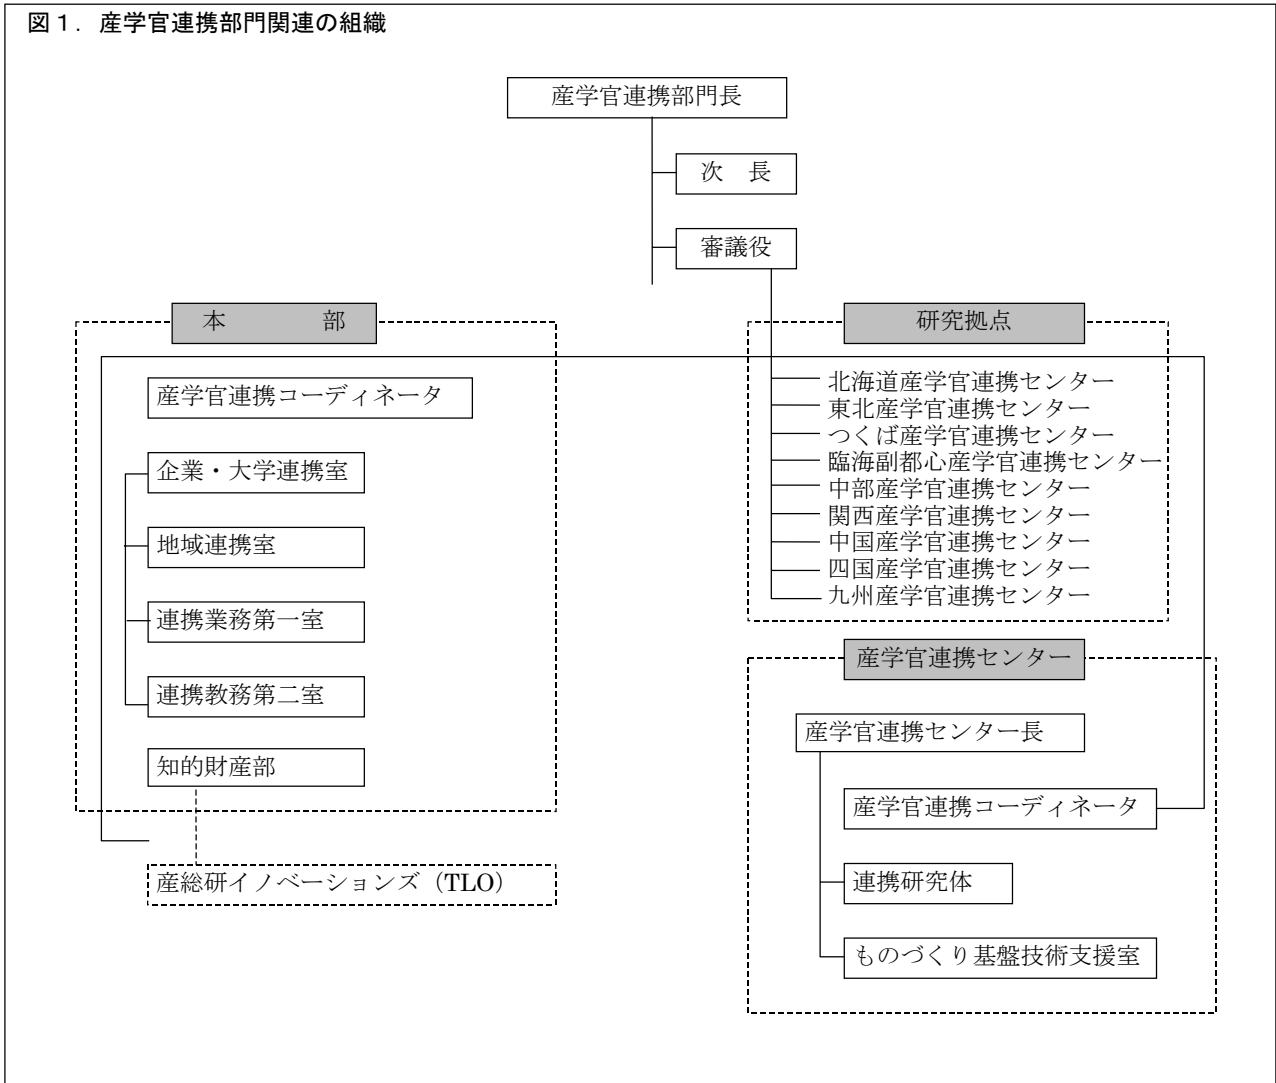 図１．産学官連携部門関連の組織
産学官連携部門長
次　長
審議役
本　　　　部
産学官連携コーディネータ
企業・大学連携室
地域連携室
連携業務第一室
連携教務第二室
知的財産部
産総研イノベーションズ（TLO）
研究拠点
北海道産学官連携センター
東北産学官連携センター
つくば産学官連携センター
臨海副都心産学官連携センター
中部産学官連携センター
関西産学官連携センター
中国産学官連携センター
四国産学官連携センター
九州産学官連携センター
産学官連携センター
産学官連携センター長
産学官連携コーディネータ
連携研究体
ものづくり基盤技術支援室